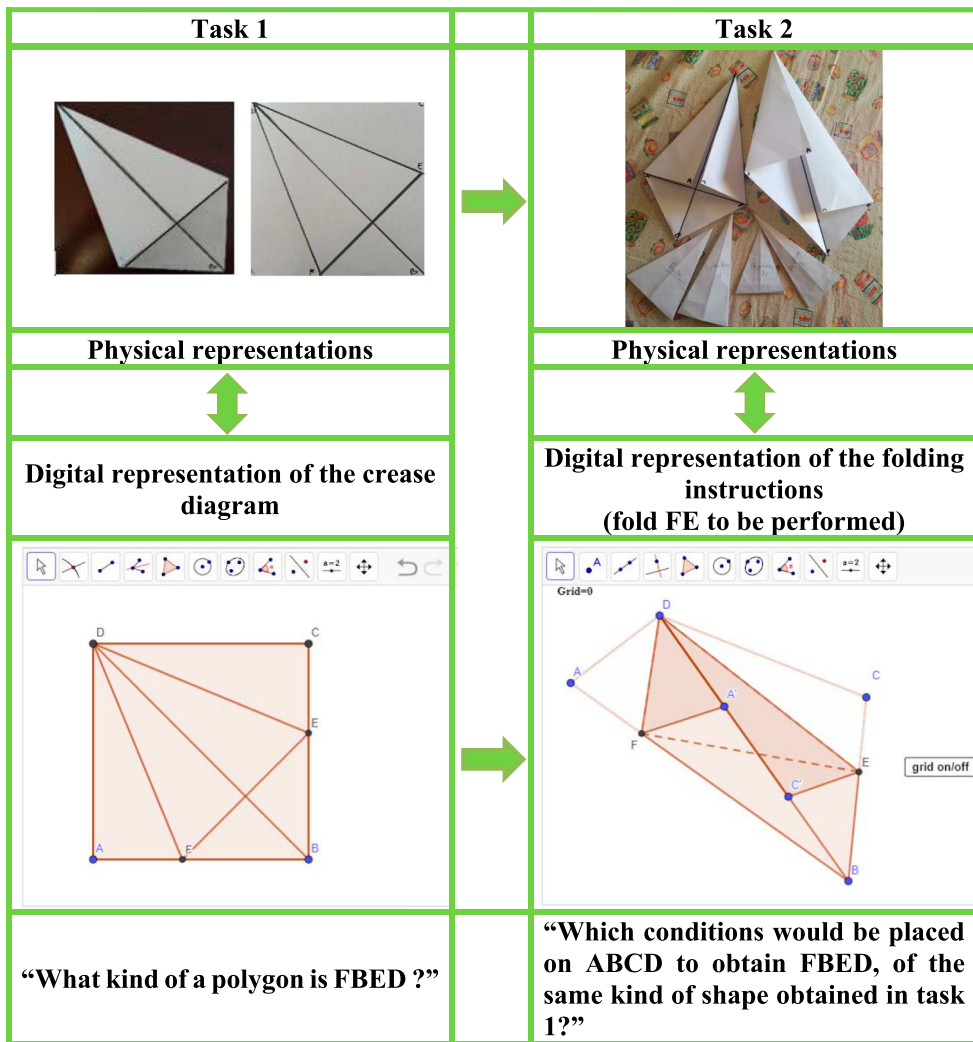 Task 1
Task 2
Physical representations
Physical representations
Digital representation of the crease
diagram
Digital representation of the folding
instructions
(fold FE to be performed)
a=2
a=2
Grid=0
D
C
E
A
F
B
D
A
C
A'
F
E
grid on/off
C'
B
“What kind of a polygon is FBED ?”
“Which conditions would be placed
on ABCD to obtain FBED, of the
same kind of shape obtained in task
1?”